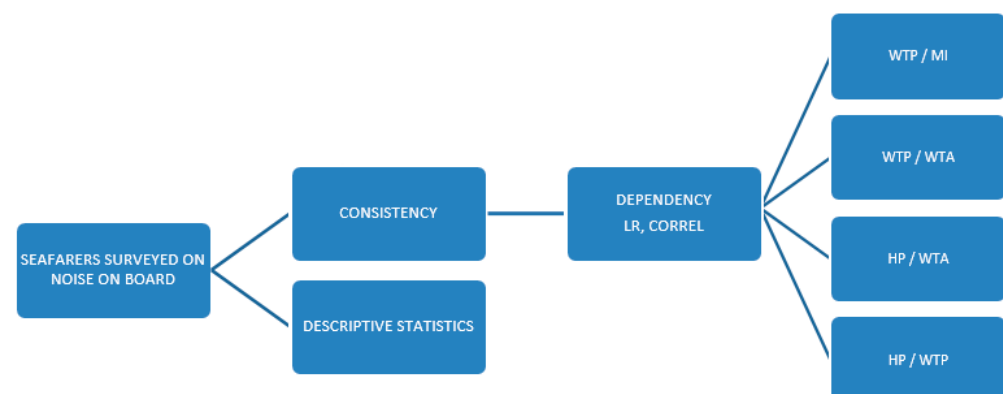 SEAFARERS SURVEYED ON
NOISE ON BOARD
CONSISTENCY
DESCRIPTIVE STATISTICS
DEPENDENCY
LR, CORREL
WTP / MI
WTP / WTA
HP / WTA
HP / WTP